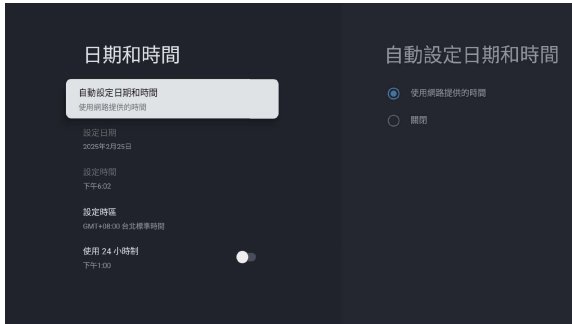 日期和時間
自動設定日期和時間
使用網路提供的時間
設定日期
2025年2月25日
設定時間
下午6:02
設定時區
GMT+08:00 台北標準時間
使用 24 小時制
下午1:00
自動設定日期和時間
使用網路提供的時間
關閉